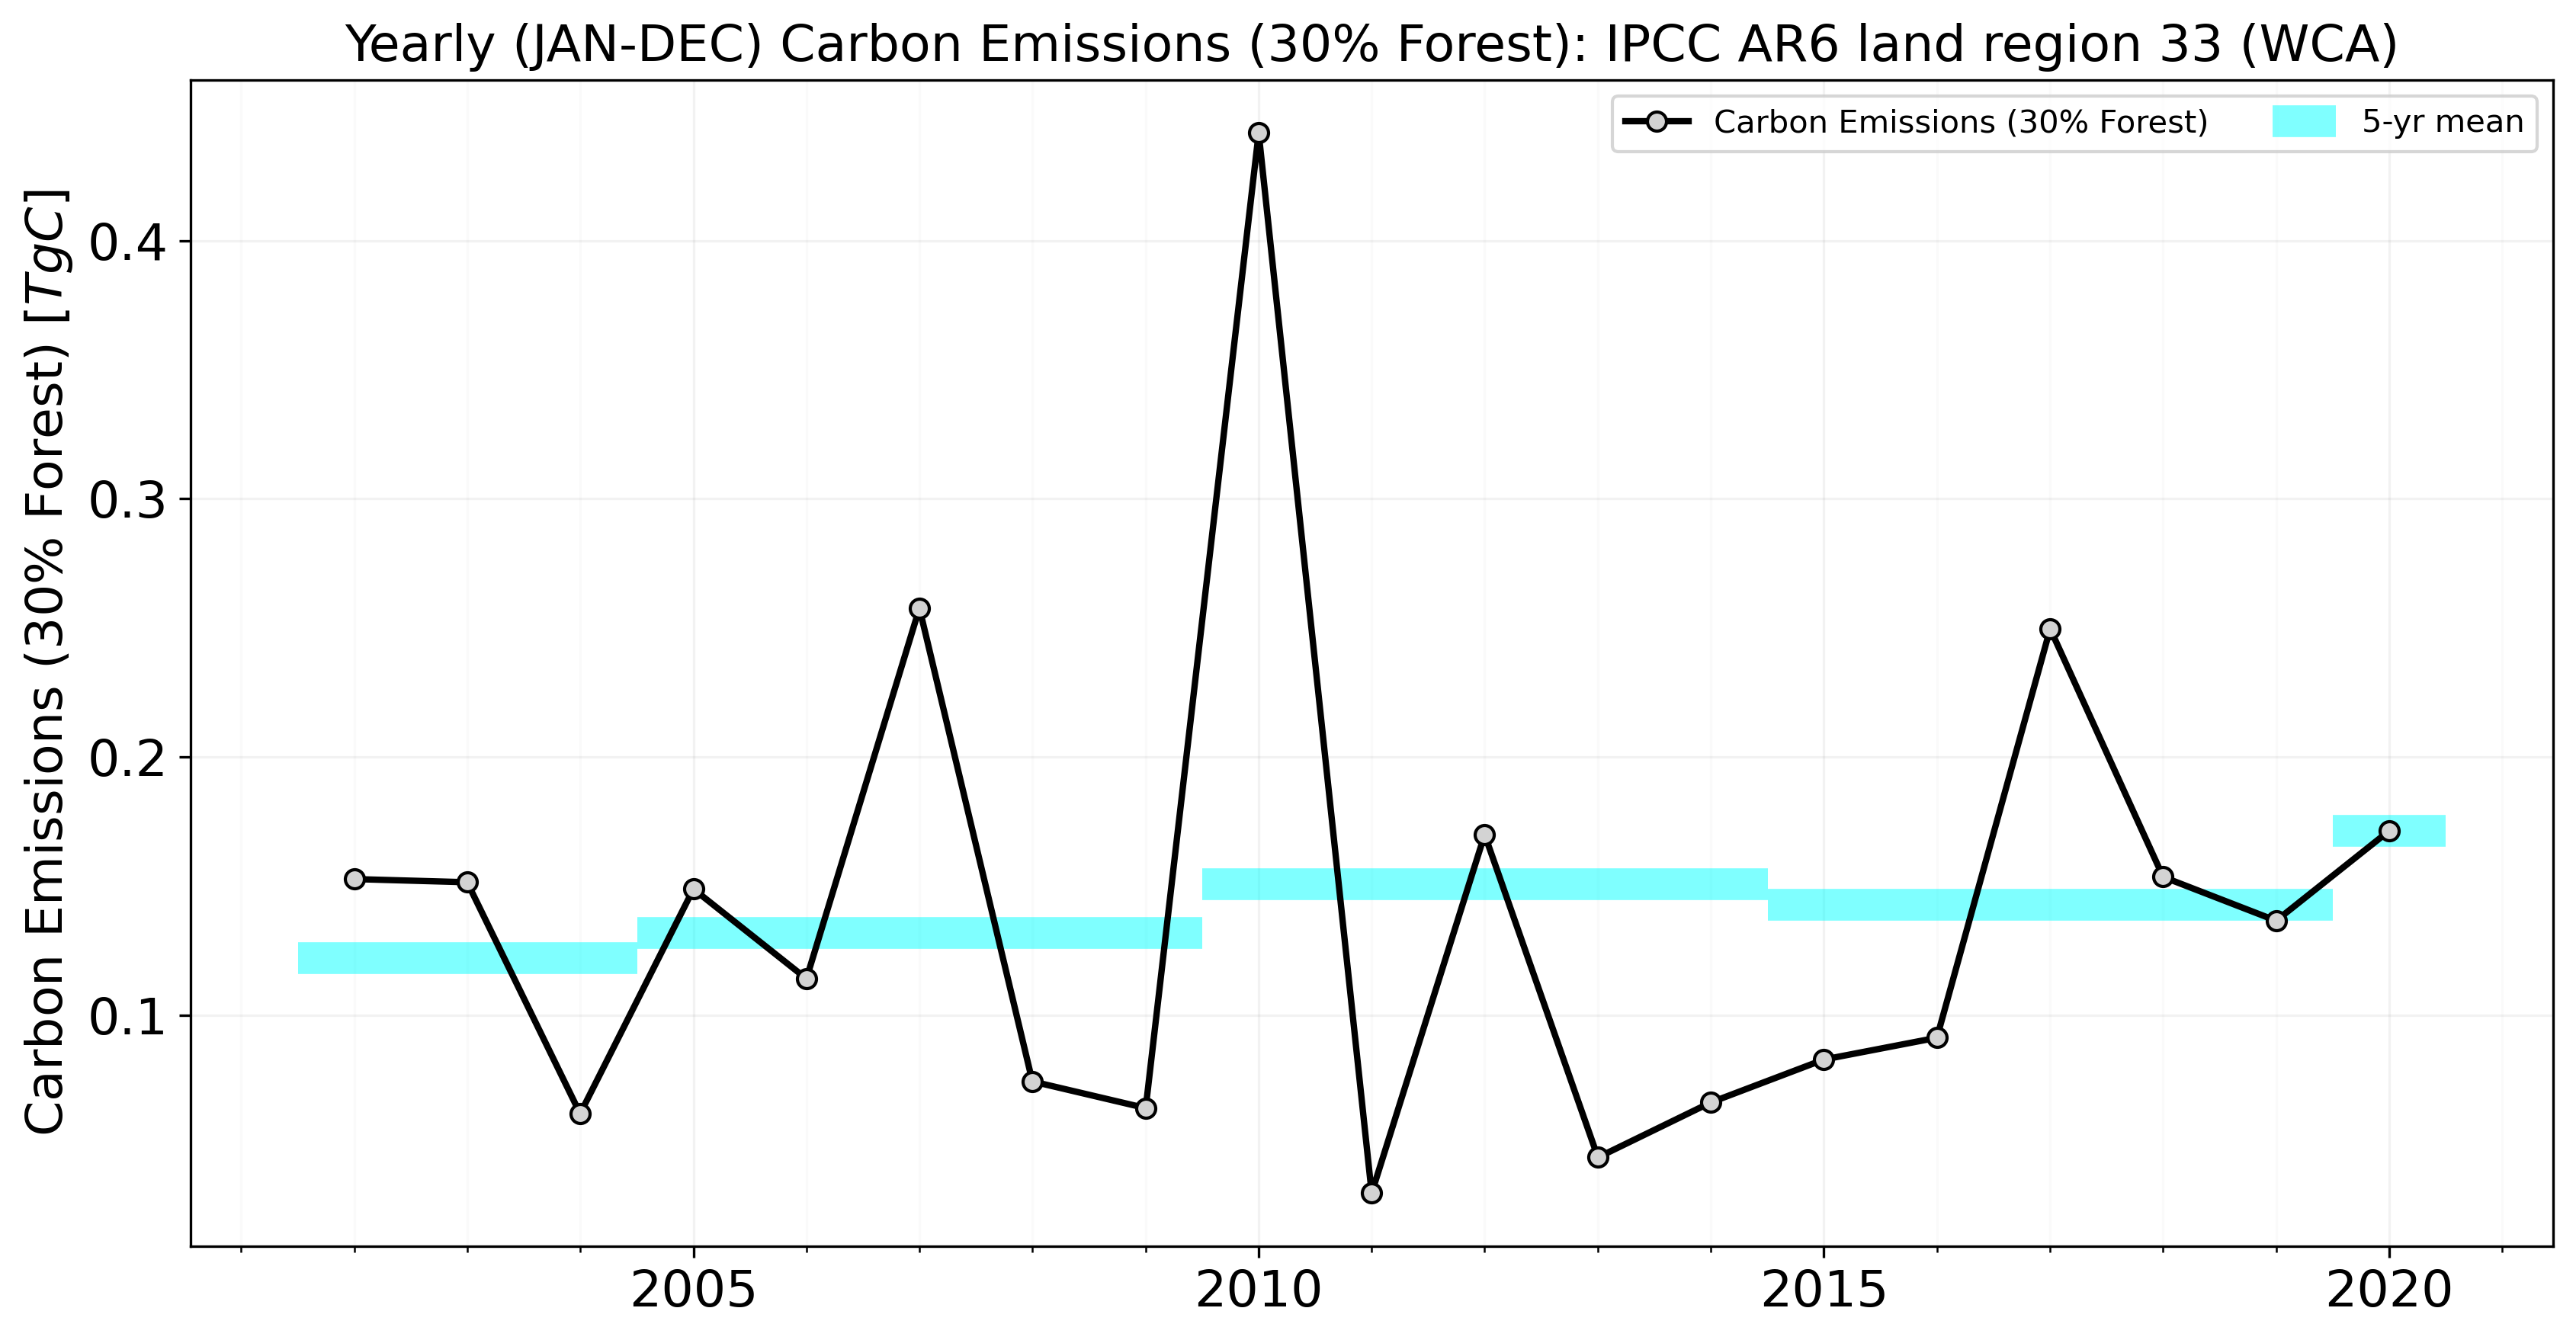 Yearly (JAN-DEC) Carbon Emissions (30% Forest): IPCC AR6 land region 33 (WCA)
Carbon Emissions (30% Forest)
5-yr mean
Carbon Emissions (30% Forest) [TgC]
0.4
0.3
0.2
0.1
2005
2010
2015
2020